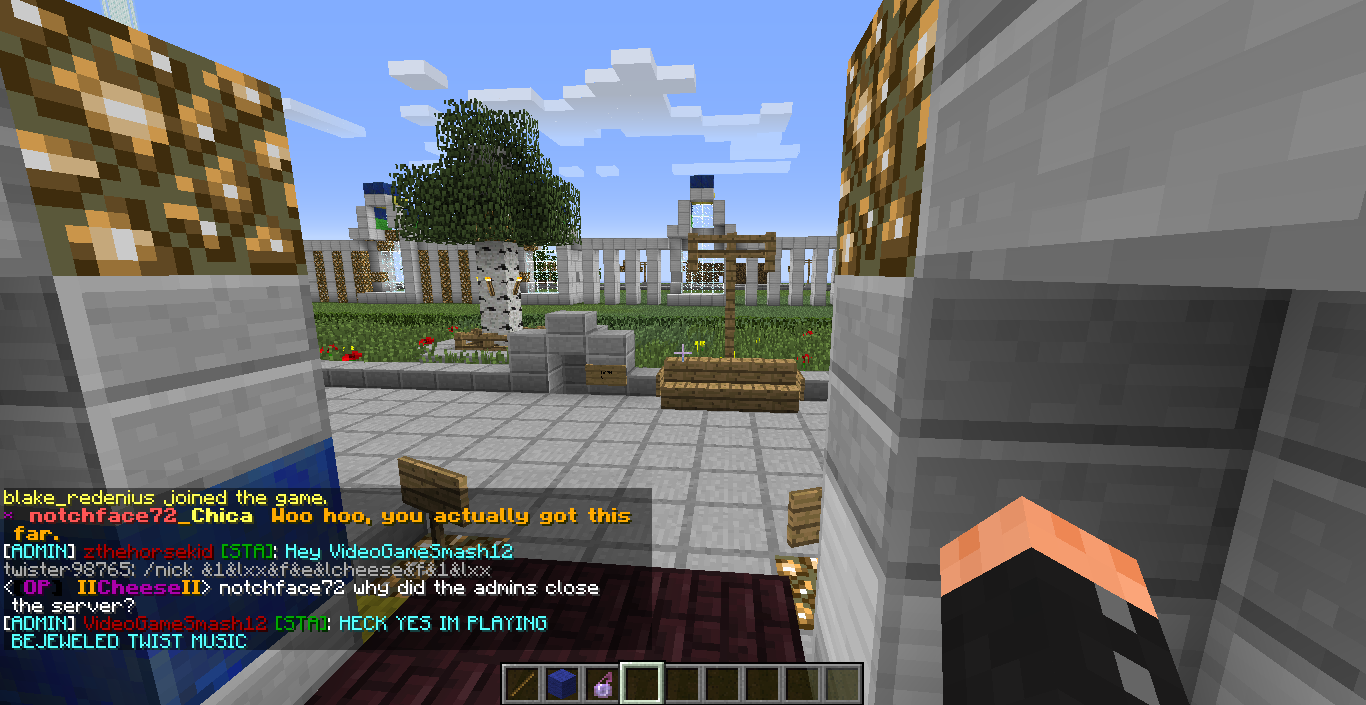 blake_redenius joined the game.
* notchface72_Chica Woo hoo, you actually got this
far.
[ADMIN] zthehorsekid [STA]: Hey VideoGameSmash12
twister98765: /nick &1&lxx&f&e&lcheese&f&1&lxx
< OP IICheeseII> notchface72 why did the admins close
the server?
[ADMIN] VideoGameSmash12 [STA]: HECK YES IM PLAYING
BEJEWELED TWIST MUSIC